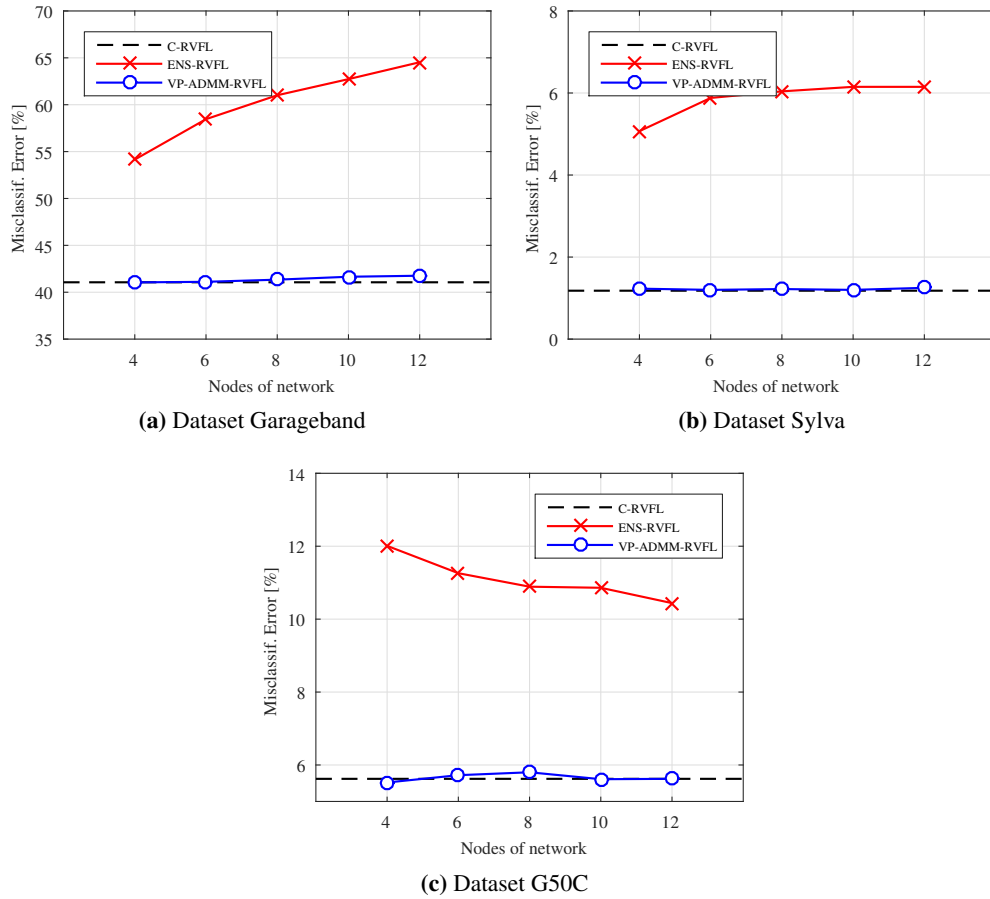 70
65
60
55
50
45
40
35
Misclassif. Error [%]
C-RVFL
ENS-RVFL
VP-ADMM-RVFL
4 6 8 10 12
Nodes of network
(a) Dataset Garageband
8
6
4
2
0
Misclassif. Error [%]
C-RVFL
ENS-RVFL
VP-ADMM-RVFL
4 6 8 10 12
Nodes of network
(b) Dataset Sylva
14
12
10
8
6
Misclassif. Error [%]
C-RVFL
ENS-RVFL
VP-ADMM-RVFL
4 6 8 10 12
Nodes of network
(c) Dataset G50C